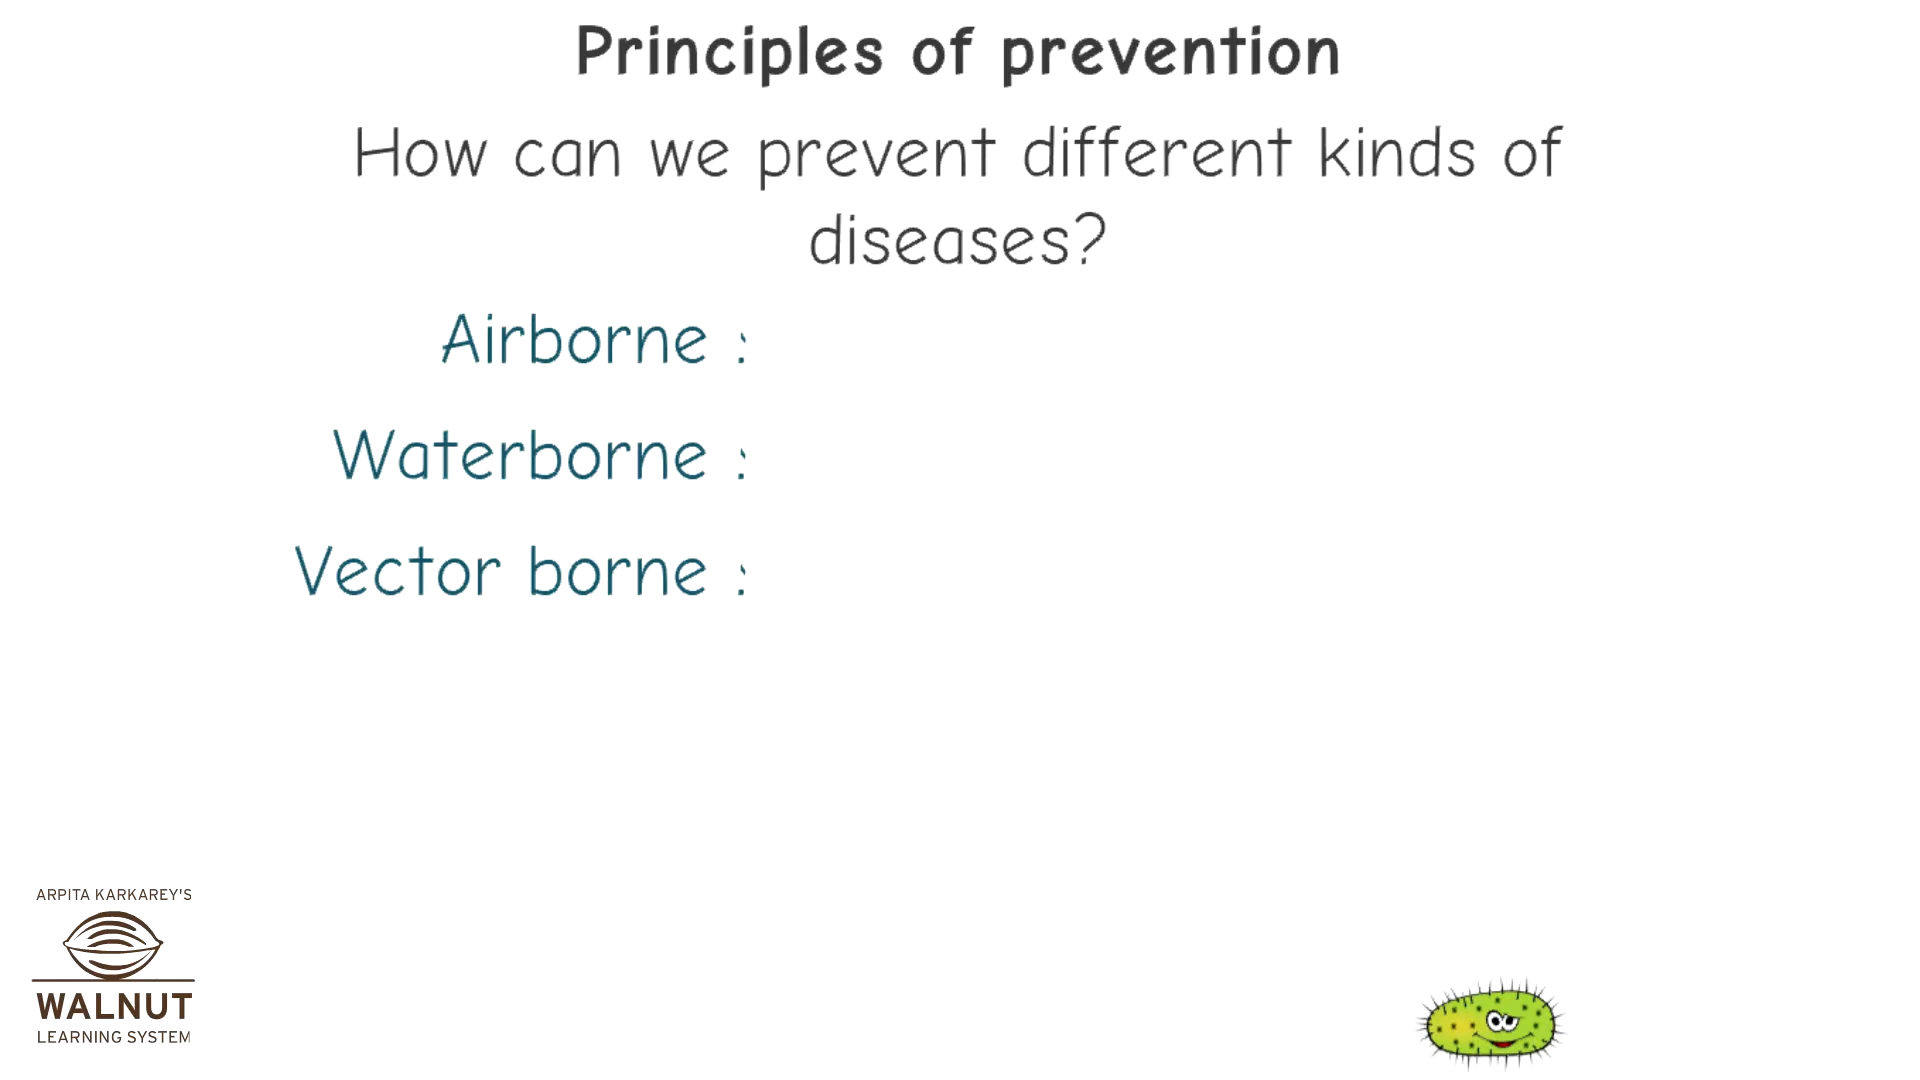 Principles of prevention
How can we prevent different kinds of
diseases?
Airborne :
Waterborne :
Vector borne :
ARPITA KARKAREY'S
WALNUT
LEARNING SYSTEM